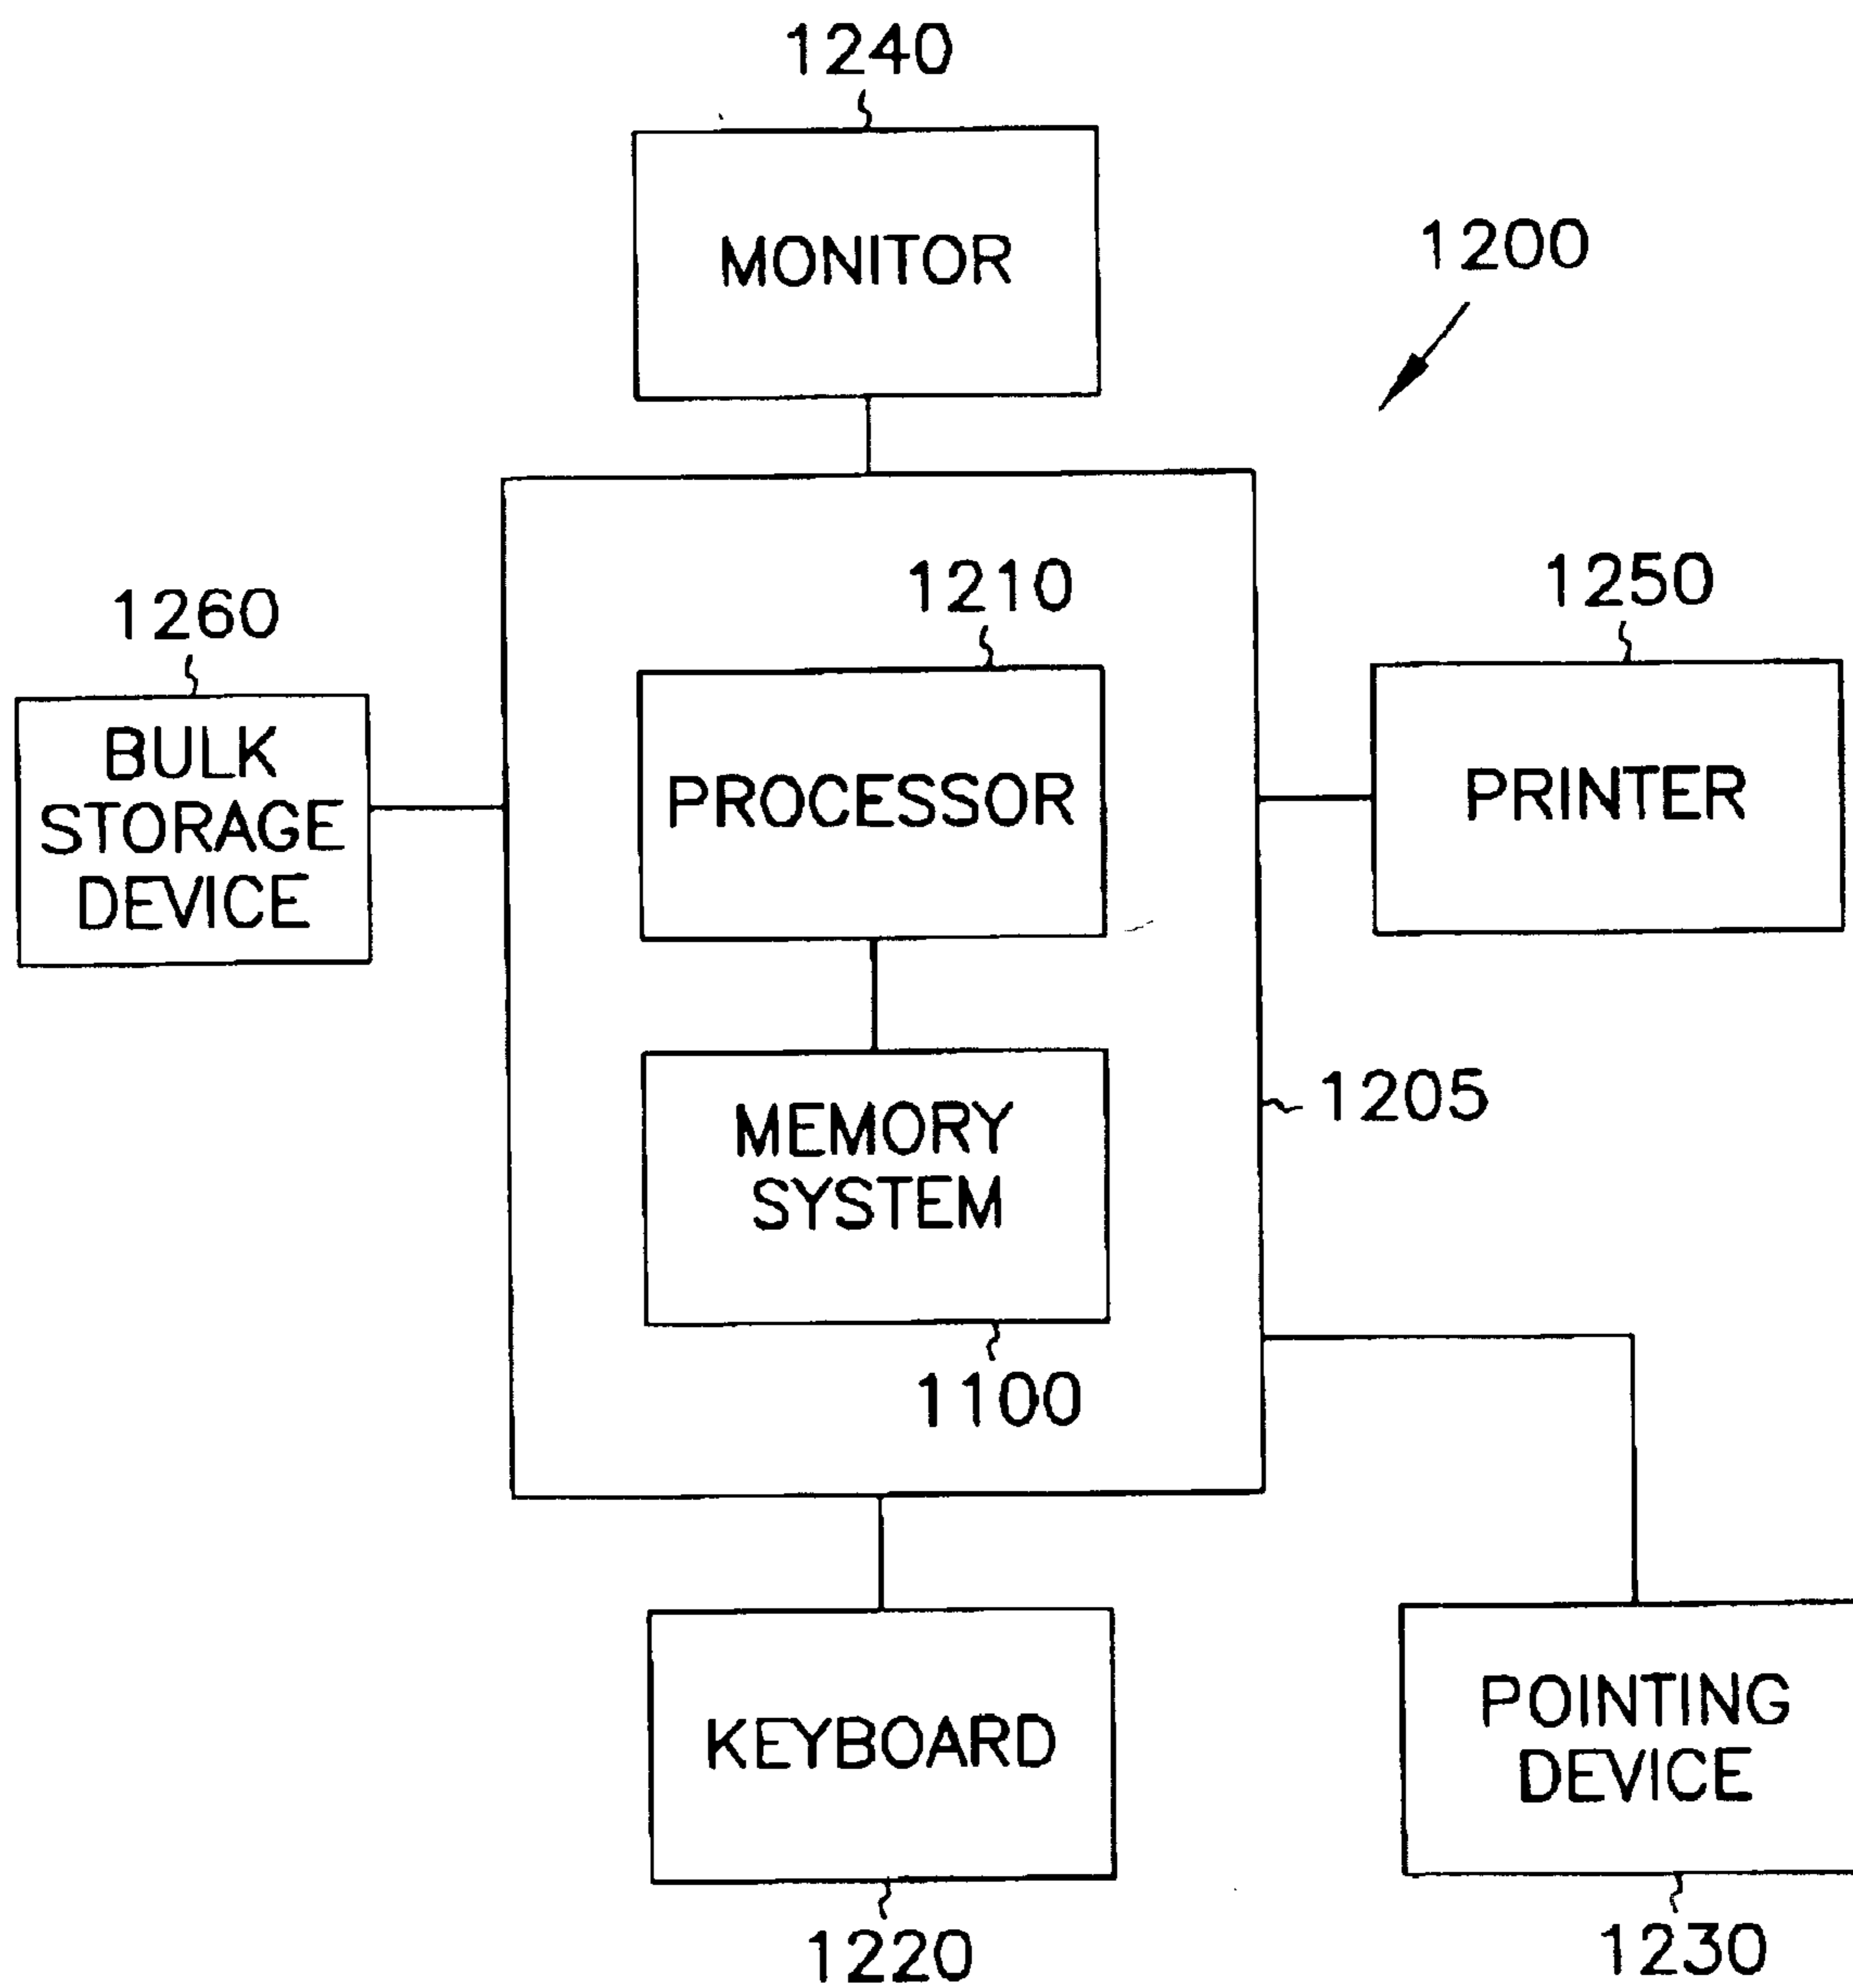 1240
MONITOR
1200
1260
BULK
STORAGE
DEVICE
1210
PROCESSOR
1250
PRINTER
MEMORY
SYSTEM
1205
1100
KEYBOARD
1220
POINTING
DEVICE
1230